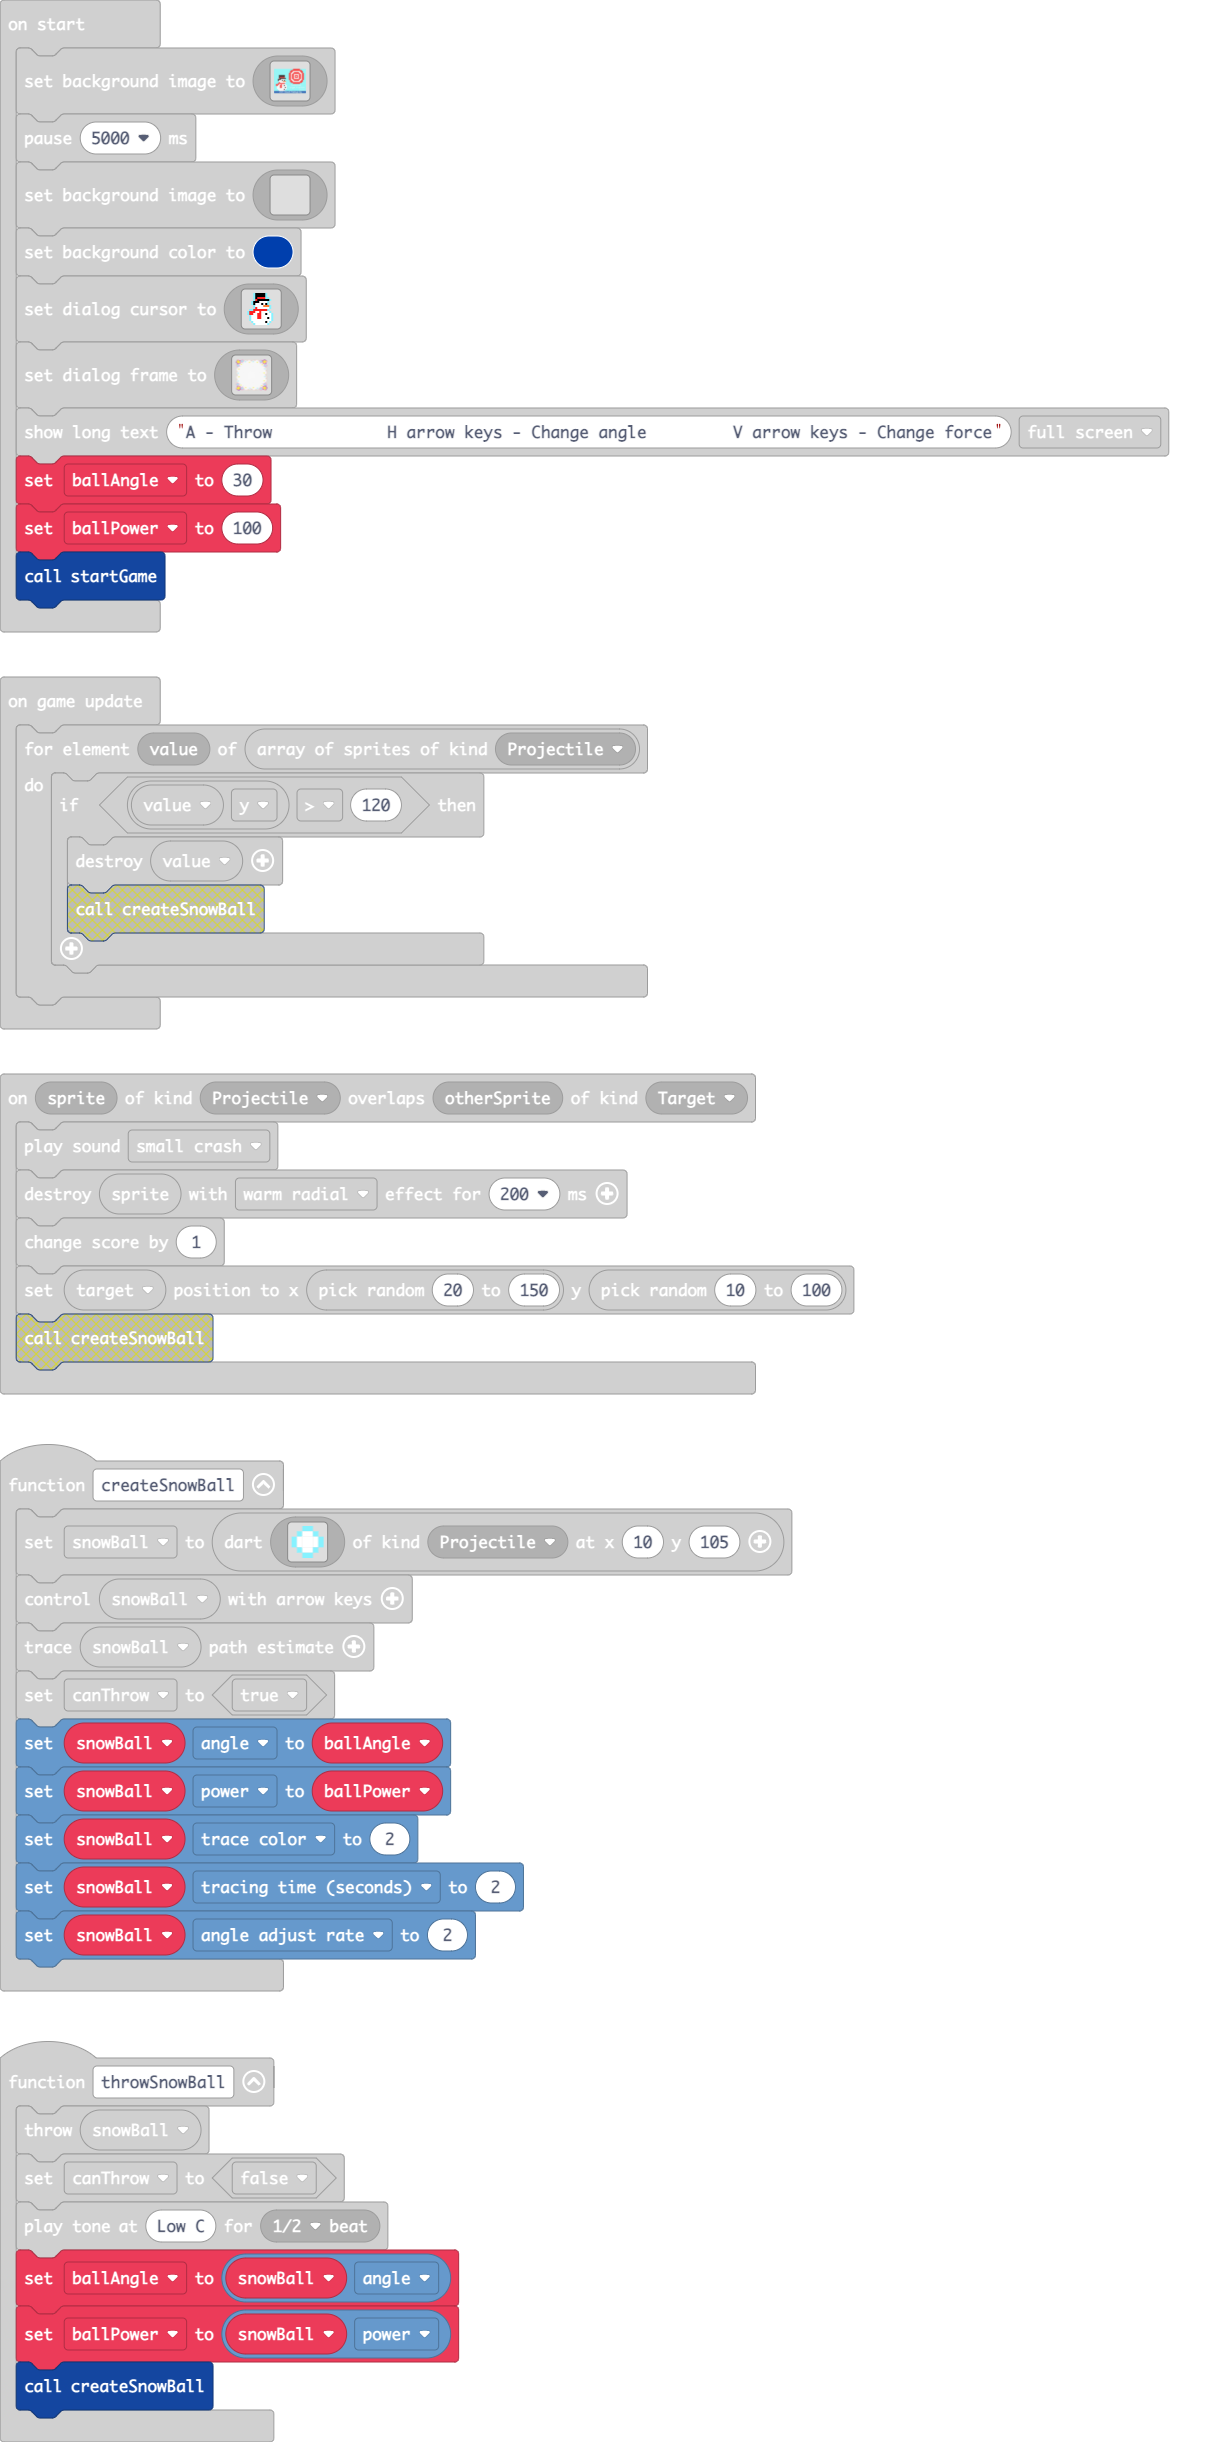 on start
set background image to
pause 5000 ms
set background image to
set background color to
set dialog cursor to
set dialog frame to
show long text "A - Throw H arrow keys - Change angle V arrow keys - Change force" full screen
set ballAngle to 30
set ballPower to 100
call startGame
on game update
for element value of array of sprites of kind Projectile
do
if value y > 120 then
destroy value
call createSnowBall
on sprite of kind Projectile overlaps otherSprite of kind Target
play sound small crash
destroy sprite with warm radial effect for 200 ms
change score by 1
set target position to x pick random 20 to 150 y pick random 10 to 100
call createSnowBall
function createSnowBall
set snowBall to dart of kind Projectile at x 10 y 105
control snowBall with arrow keys
trace snowBall path estimate
set canThrow to true
set snowBall angle to ballAngle
set snowBall power to ballPower
set snowBall trace color to 2
set snowBall tracing time (seconds) to 2
set snowBall angle adjust rate to 2
function throwSnowBall
throw snowBall
set canThrow to false
play tone at Low C for 1/2 beat
set ballAngle to snowBall angle
set ballPower to snowBall power
call createSnowBall